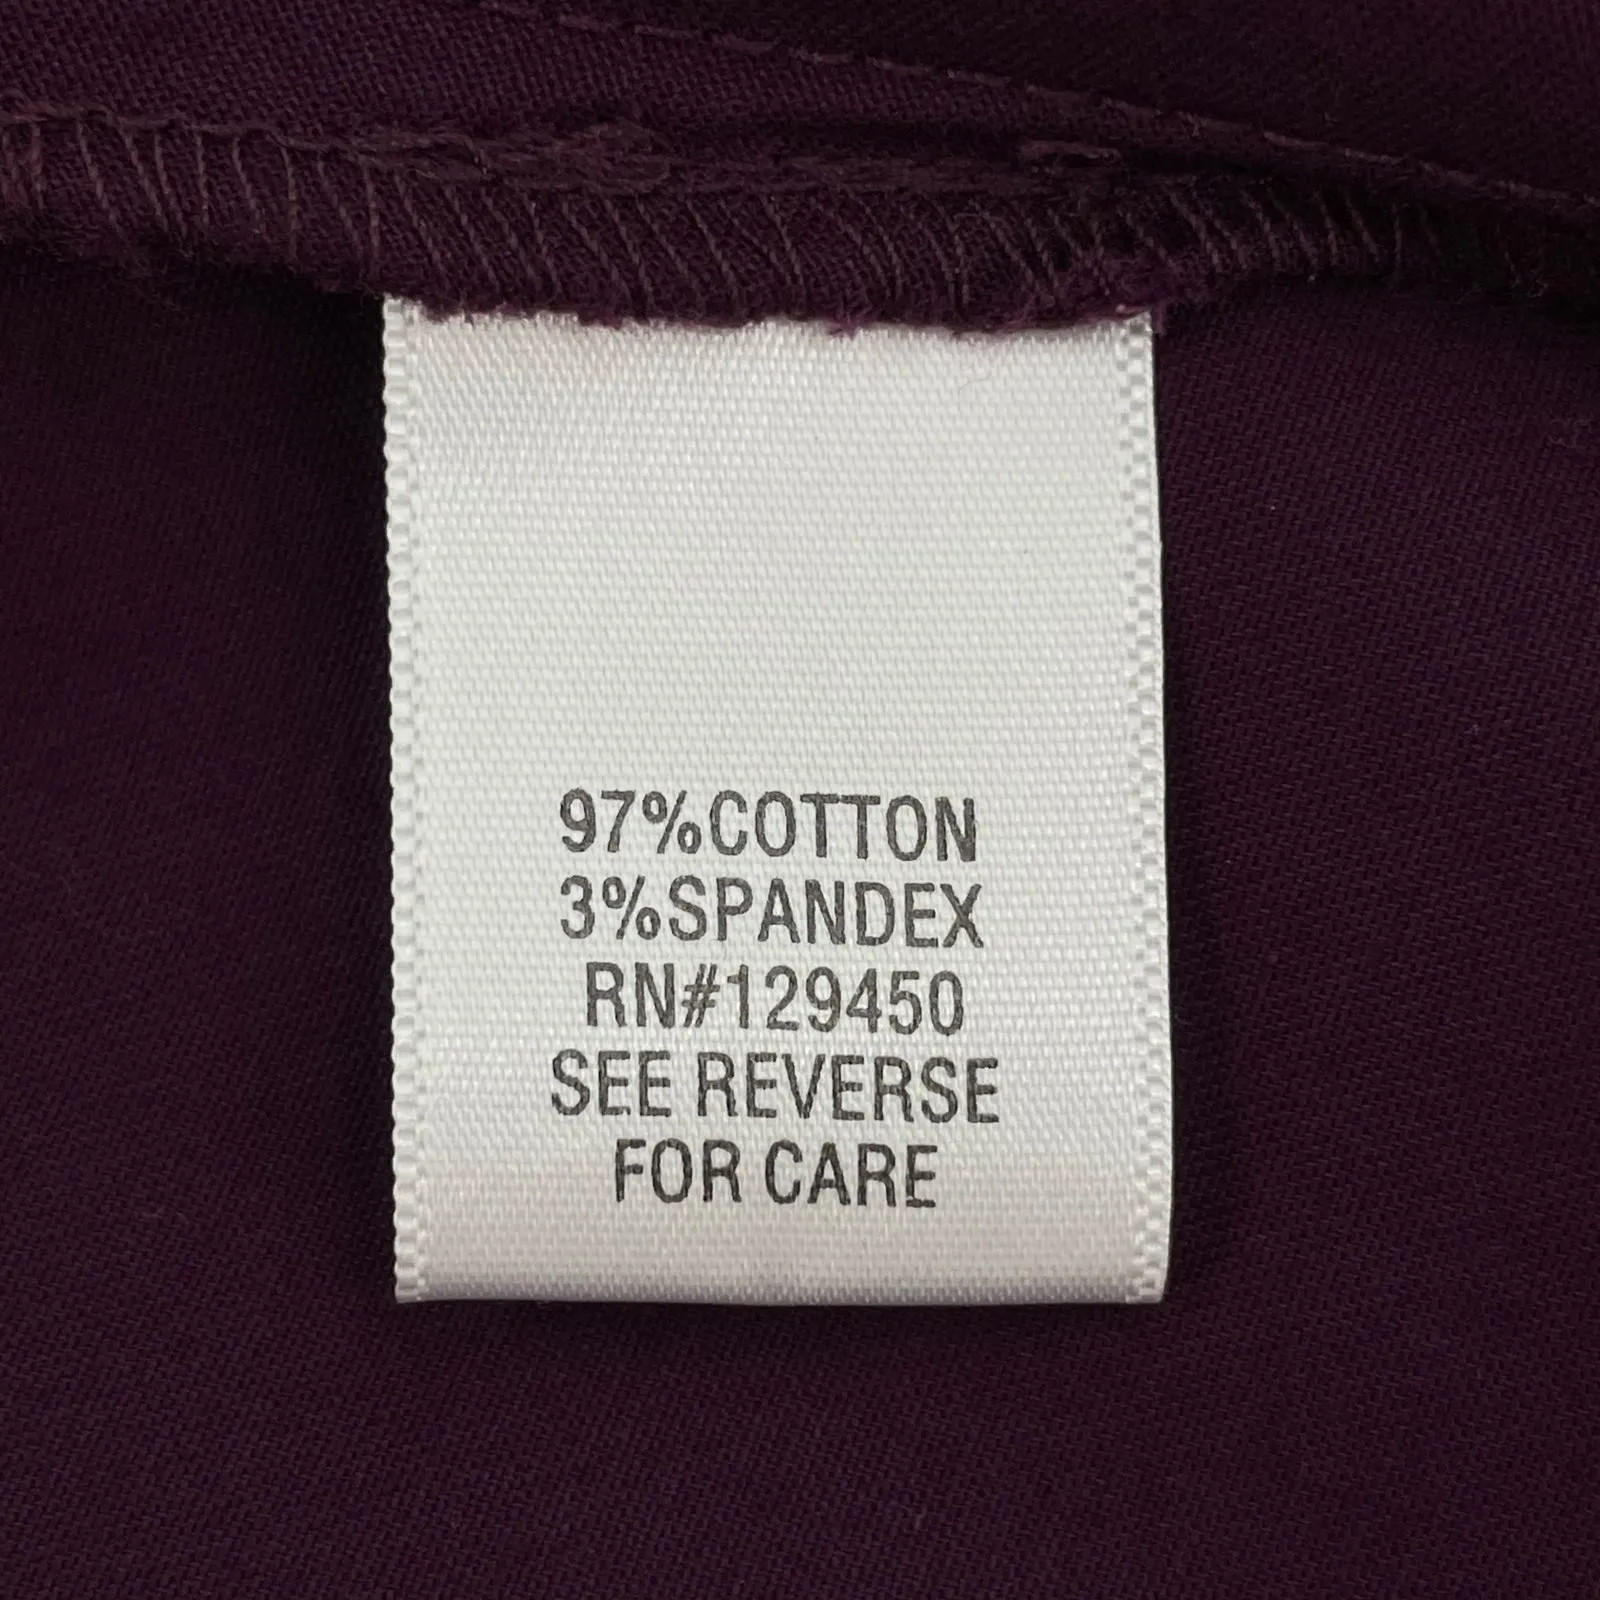 97%COTTON
3%SPANDEX
RN#129450
SEE REVERSE
FOR CARE